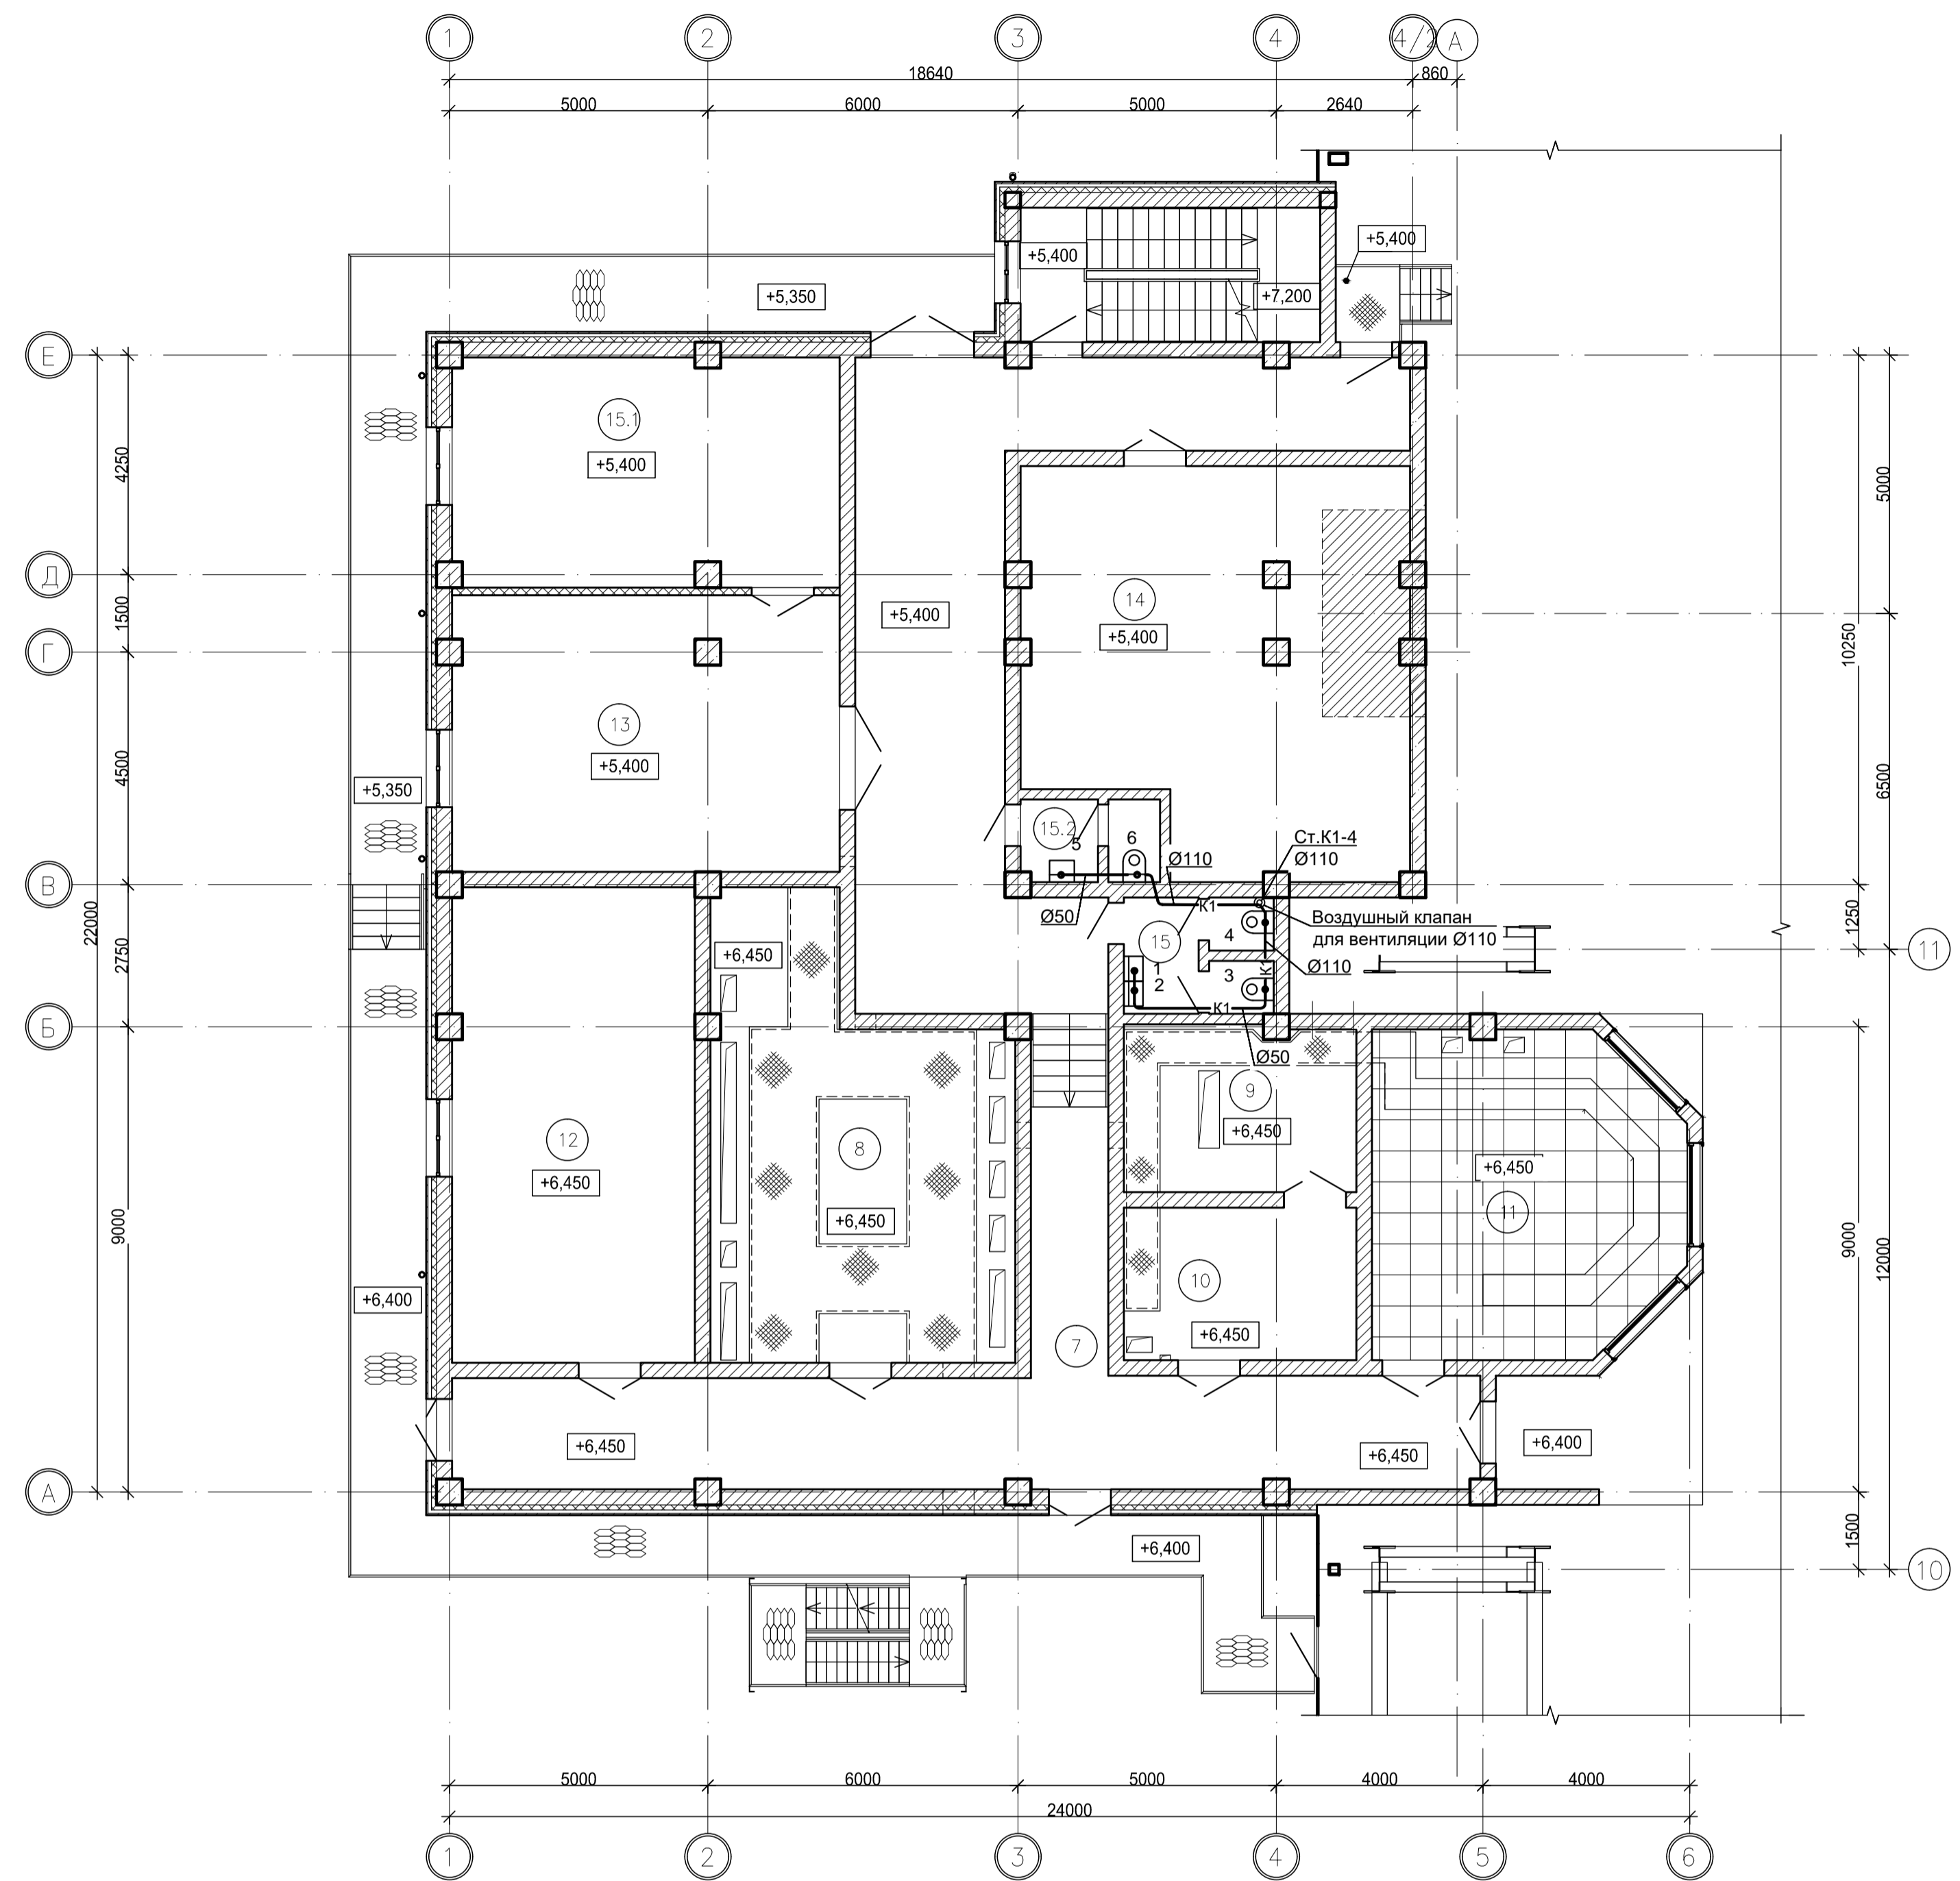 1 2 3 4 4/2 А
18640 860
5000 6000 5000 2640
+5,400
+5,400
+5,350
+7,200
Е
15.1
+5,400
4250
5000
Д
1500
14
+5,400
+5,400
Г
10250
13
+5,400
4500
6500
+5,350
15.2
5
6
Ø110
Ст.К1-4
Ø110
В
22000
2750
Ø50
К1
Воздушный клапан
для вентиляции Ø110
1250
+6,450
15
4
11
1
2
3
К1
Ø110
К1
Б
Ø50
9
+6,450
12
+6,450
8
+6,450
+6,450
11
9000
9000
12000
10
+6,450
+6,400
7
+6,450
+6,450
+6,400
А
1500
+6,400
10
5000 6000 5000 4000 4000
24000
1 2 3 4 5 6